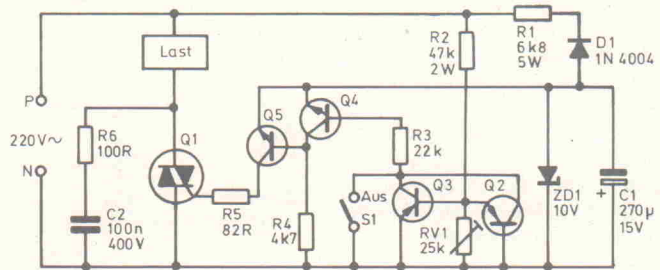 Last
P
220V~
N
R6
100R
C2
100n
400V
Q1
R5
82R
Q5
Q4
R4
4k7
R3
22k
Aus
S1
Q3
Q2
RV1
25k
R2
47k
2W
R1
6k8
5W
D1
1N 4004
ZD1
10V
+
C1
270µ
15V